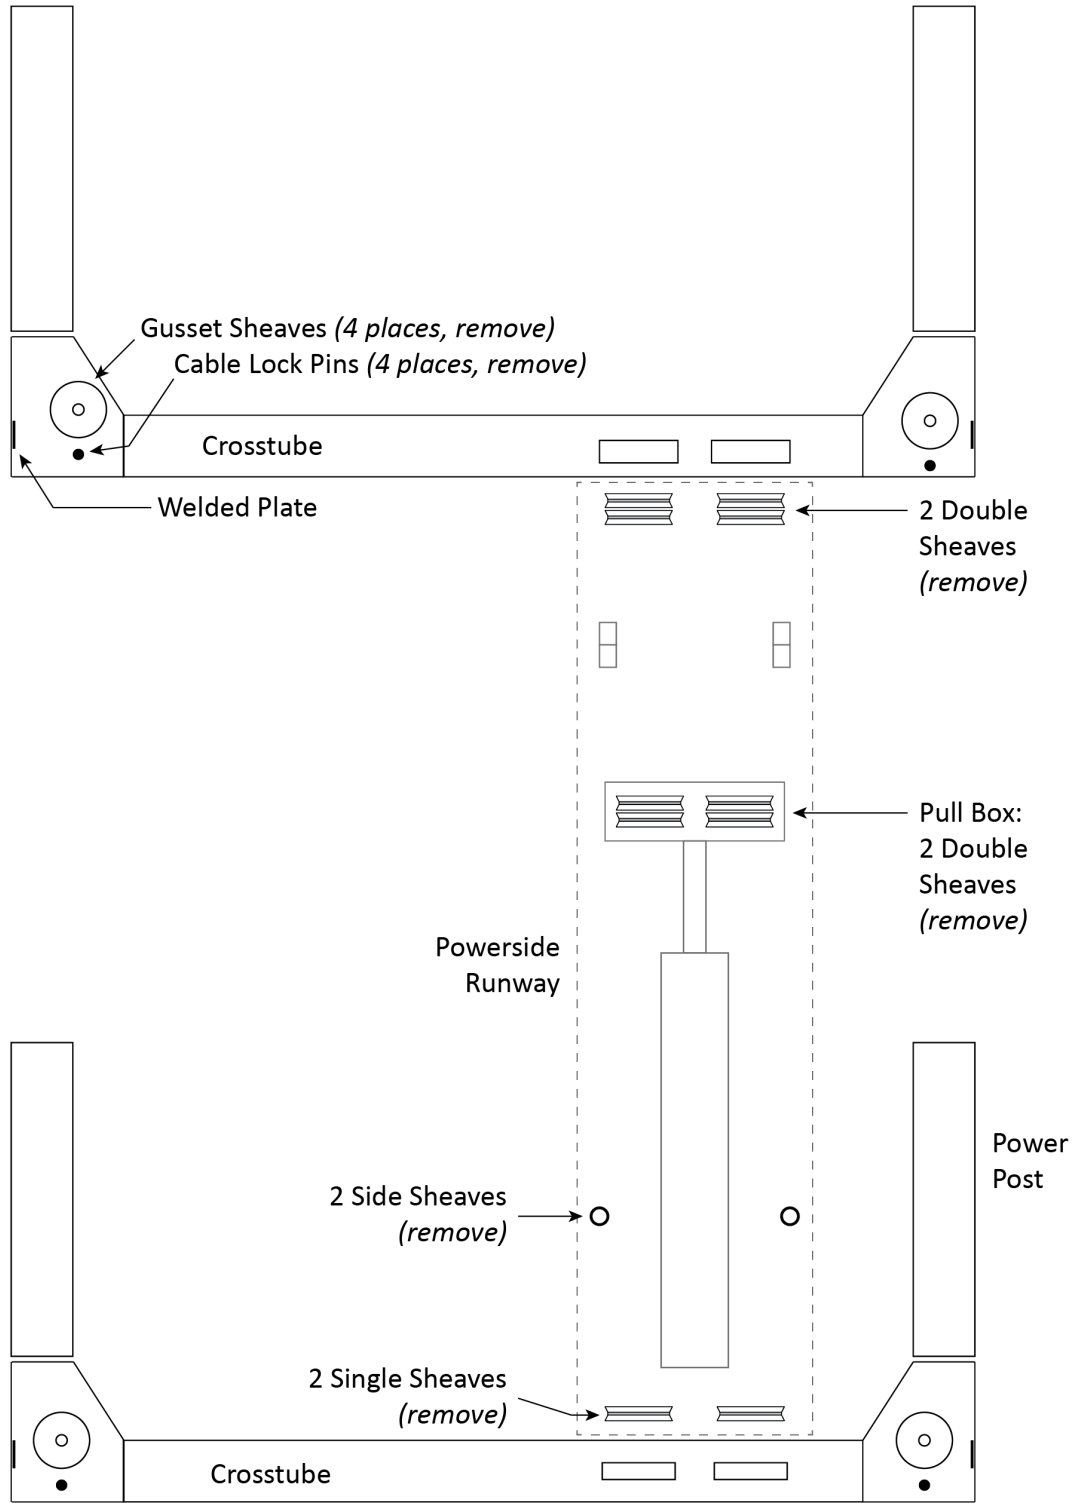 Gusset Sheaves (4 places, remove)
Cable Lock Pins (4 places, remove)
Crosstube
Welded Plate
2 Double
Sheaves
(remove)
Pull Box:
2 Double
Sheaves
(remove)
Powerside
Runway
Power
Post
2 Side Sheaves
(remove)
2 Single Sheaves
(remove)
Crosstube